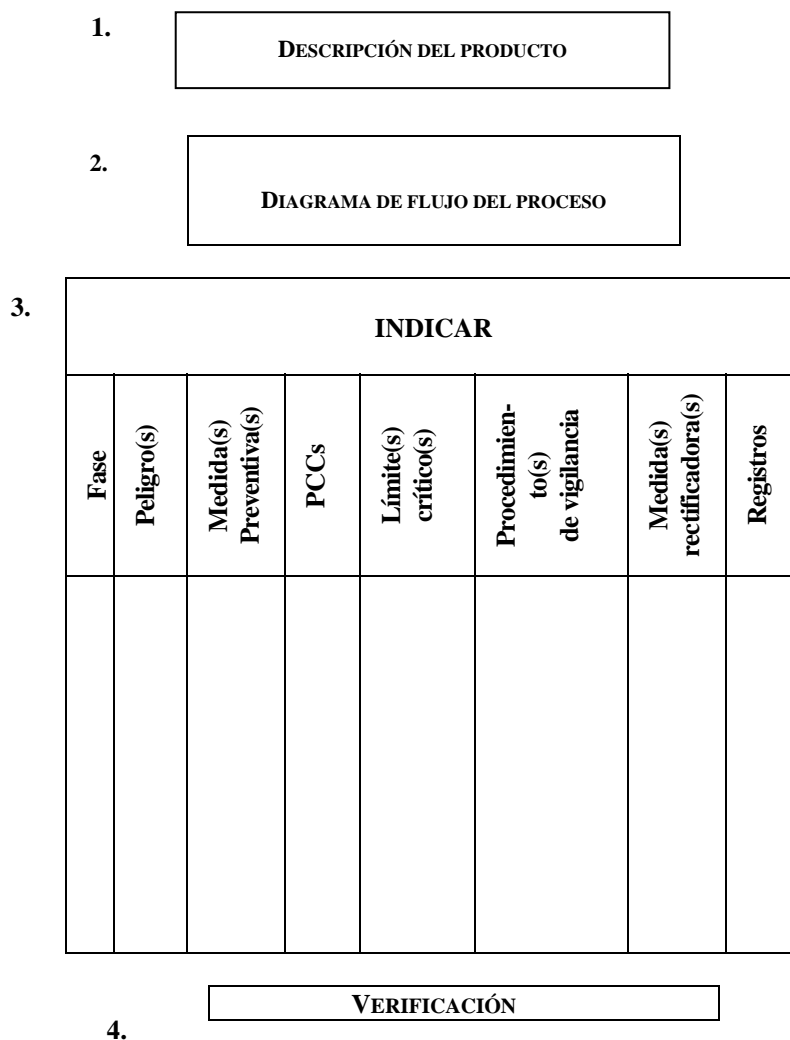 1.
DESCRIPCIÓN DEL PRODUCTO
2.
DIAGRAMA DE FLUJO DEL PROCESO
3.
INDICAR
Fase
Peligro(s)
Medida(s)
Preventiva(s)
PCCs
Límite(s)
crítico(s)
Procedimien-
to(s)
de vigilancia
Medida(s)
rectificadora(s)
Registros
VERIFICACIÓN
4.